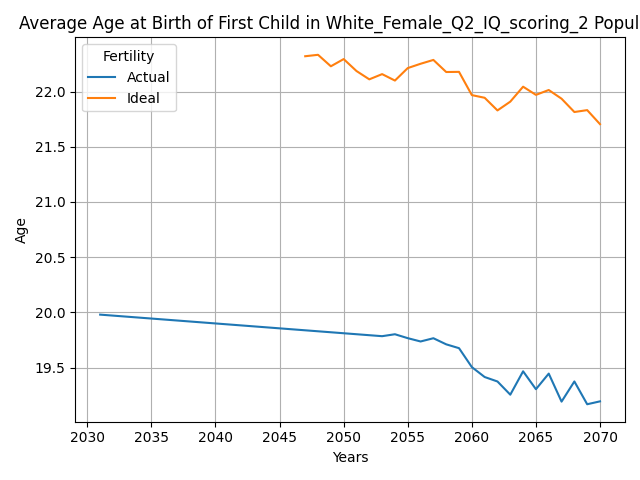 Average Age at Birth of First Child in White_Female_Q2_IQ_scoring_2 Popul
Fertility
Actual
Ideal
22.0
21.5
21.0
20.5
20.0
19.5
Age
2030 2035 2040 2045 2050 2055 2060 2065 2070
Years